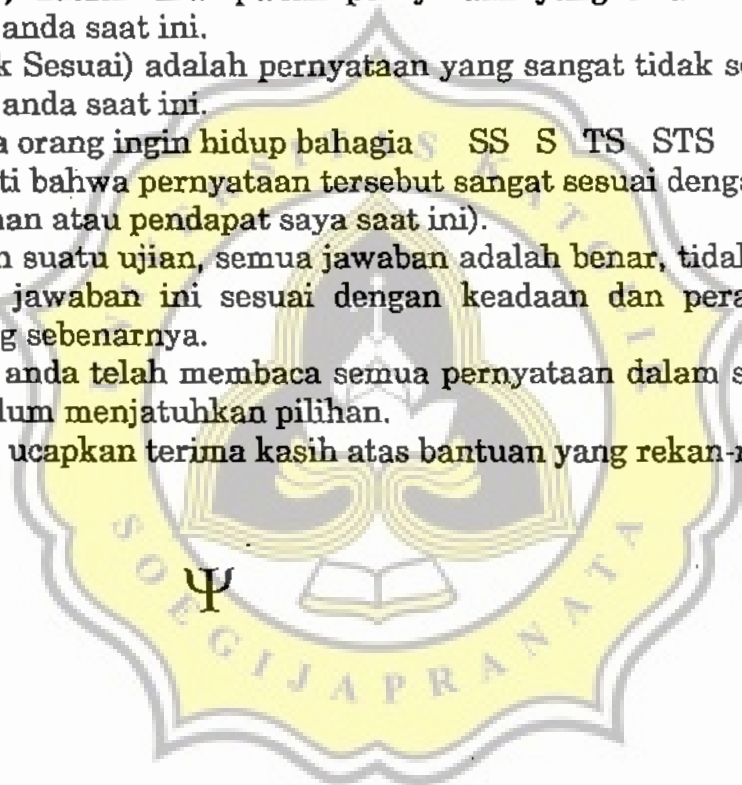 anda saat ini.
k Sesuai) adalah pernyataan yang sangat tidak s
anda saat ini.
a orang ingin hidup bahagia SS S TS STS
ti bahwa pernyataan tersebut sangat sesuai denga
nan atau pendapat saya saat ini).
n suatu ujian, semua jawaban adalah benar, tidal
jawaban ini sesuai dengan keadaan dan pera
g sebenarnya.
anda telah membaca semua pernyataan dalam s
lum menjatuhkan pilihan.
ucapkan terima kasih atas bantuan yang rekan-r
Ψ
SOEGIJAPRANATA